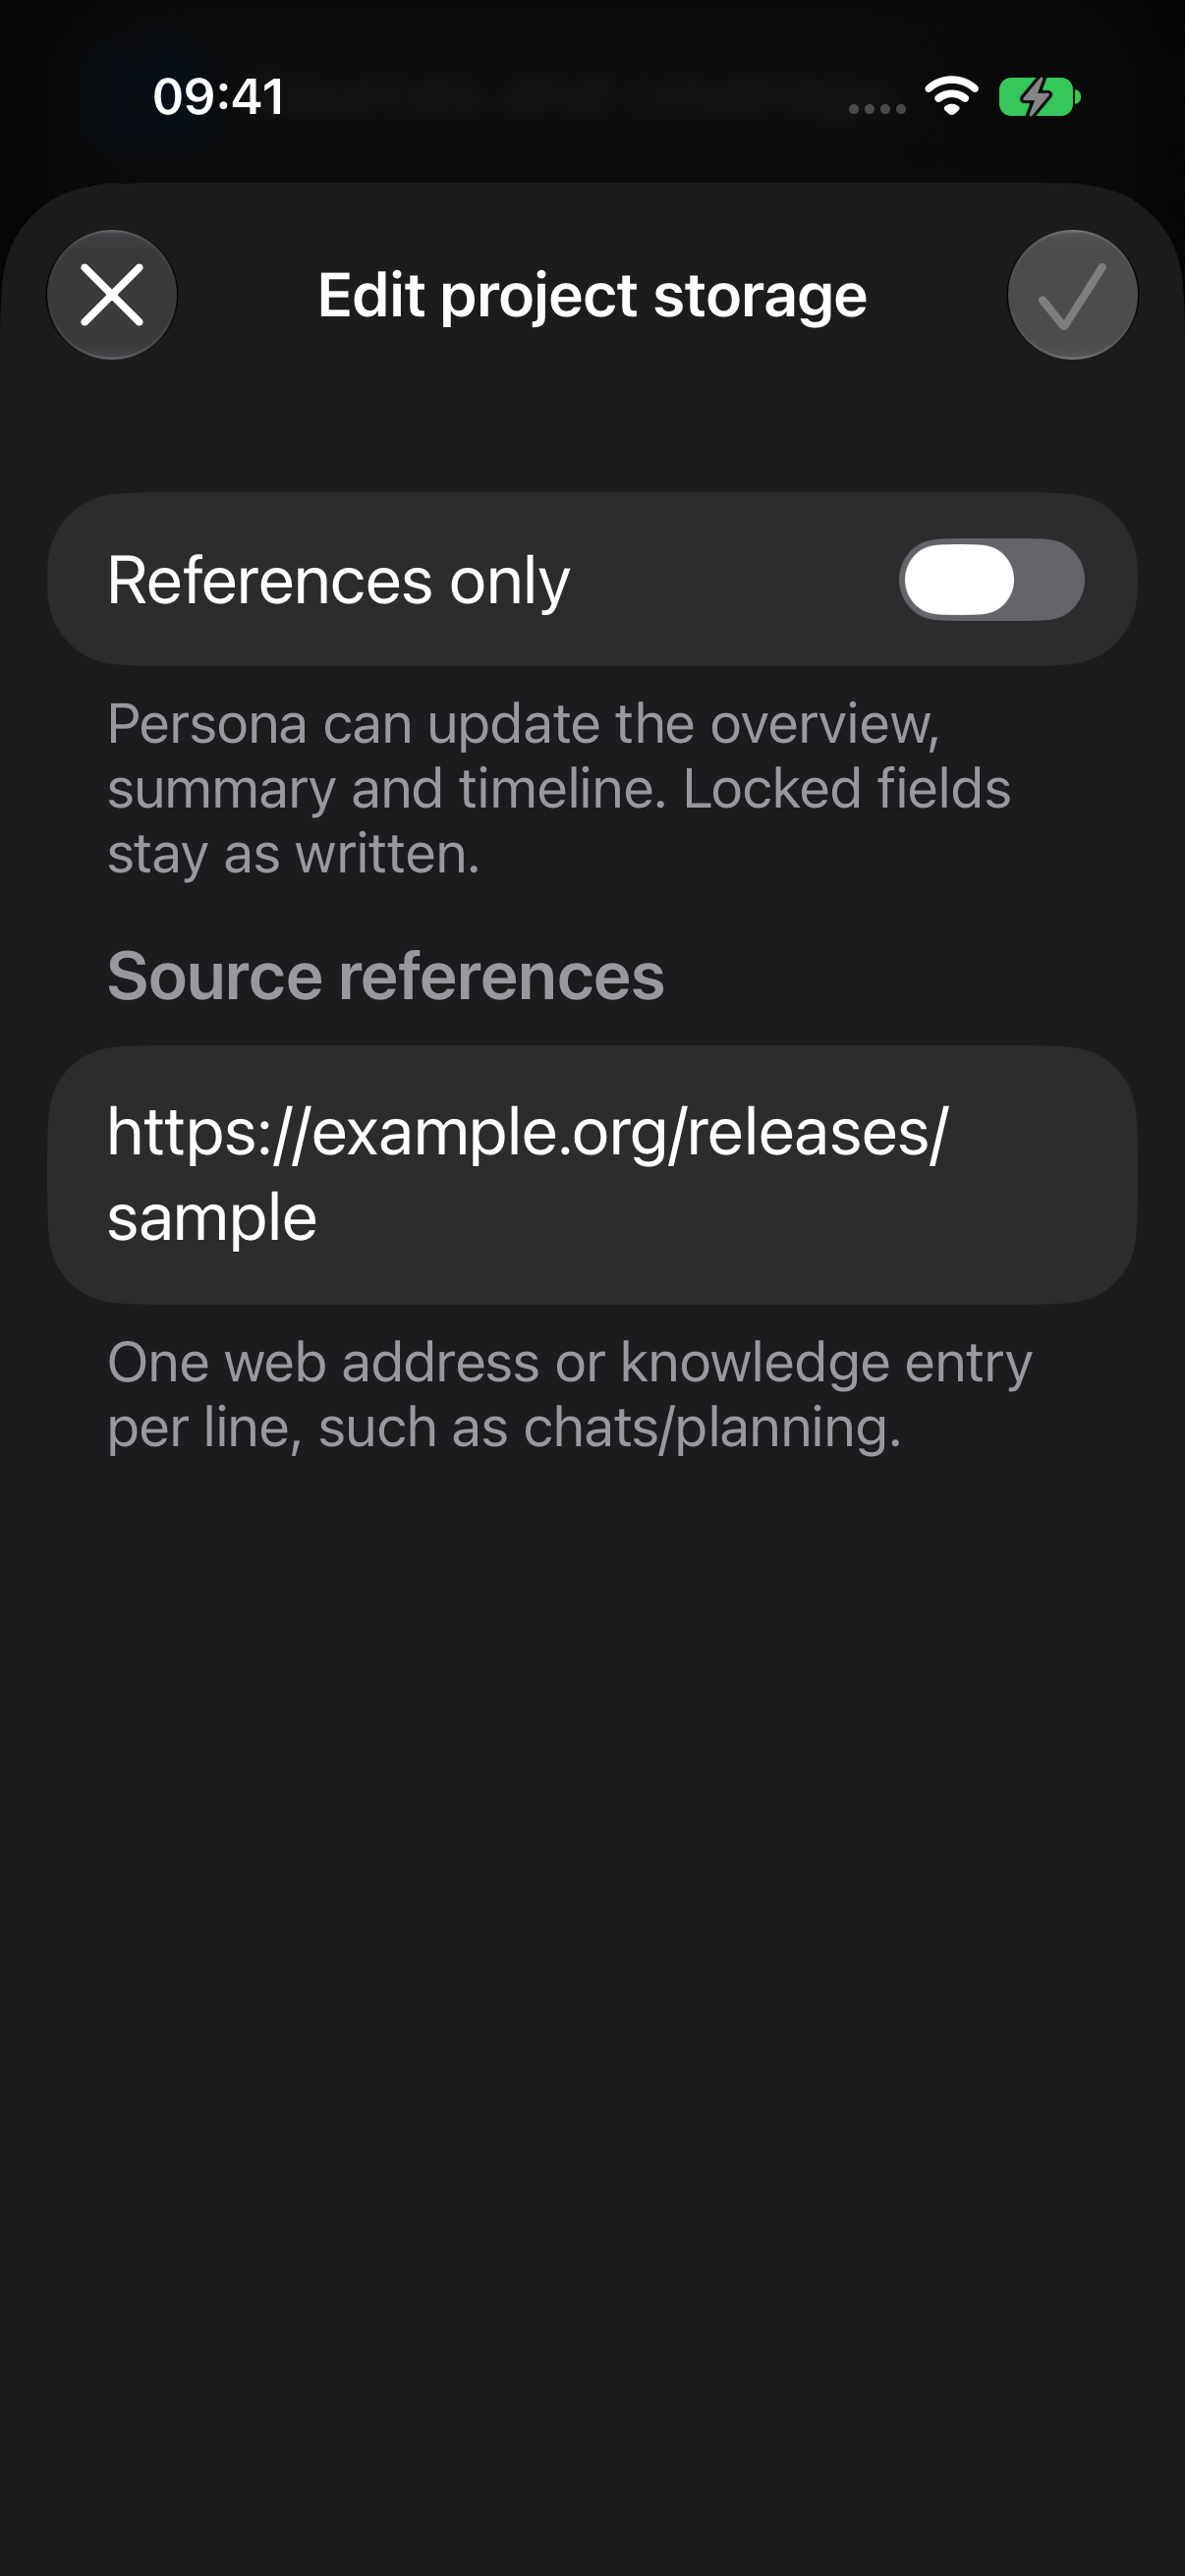 09:41
Edit project storage
References only
Persona can update the overview,
summary and timeline. Locked fields
stay as written.
Source references
https://example.org/releases/
sample
One web address or knowledge entry
per line, such as chats/planning.